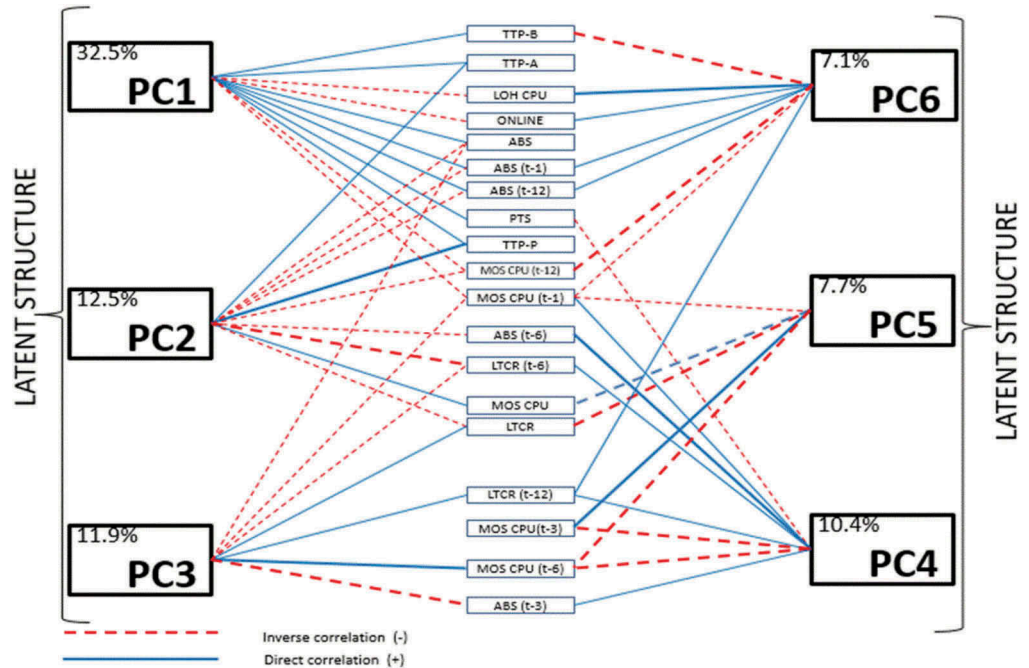 LATENT STRUCTURE
32.5%
PC1
12.5%
PC2
11.9%
PC3
TTP-B
TTP-A
LOH CPU
ONLINE
ABS
ABS (t-1)
ABS (t-12)
PTS
TTP-P
MOS CPU (t-12)
MOS CPU (t-1)
ABS (t-6)
LTCR (t-6)
MOS CPU
LTCR
LTCR (t-12)
MOS CPU(t-3)
MOS CPU (t-6)
ABS (t-3)
7.1%
PC6
7.7%
PC5
10.4%
PC4
LATENT STRUCTURE
Inverse correlation (-)
Direct correlation (+)